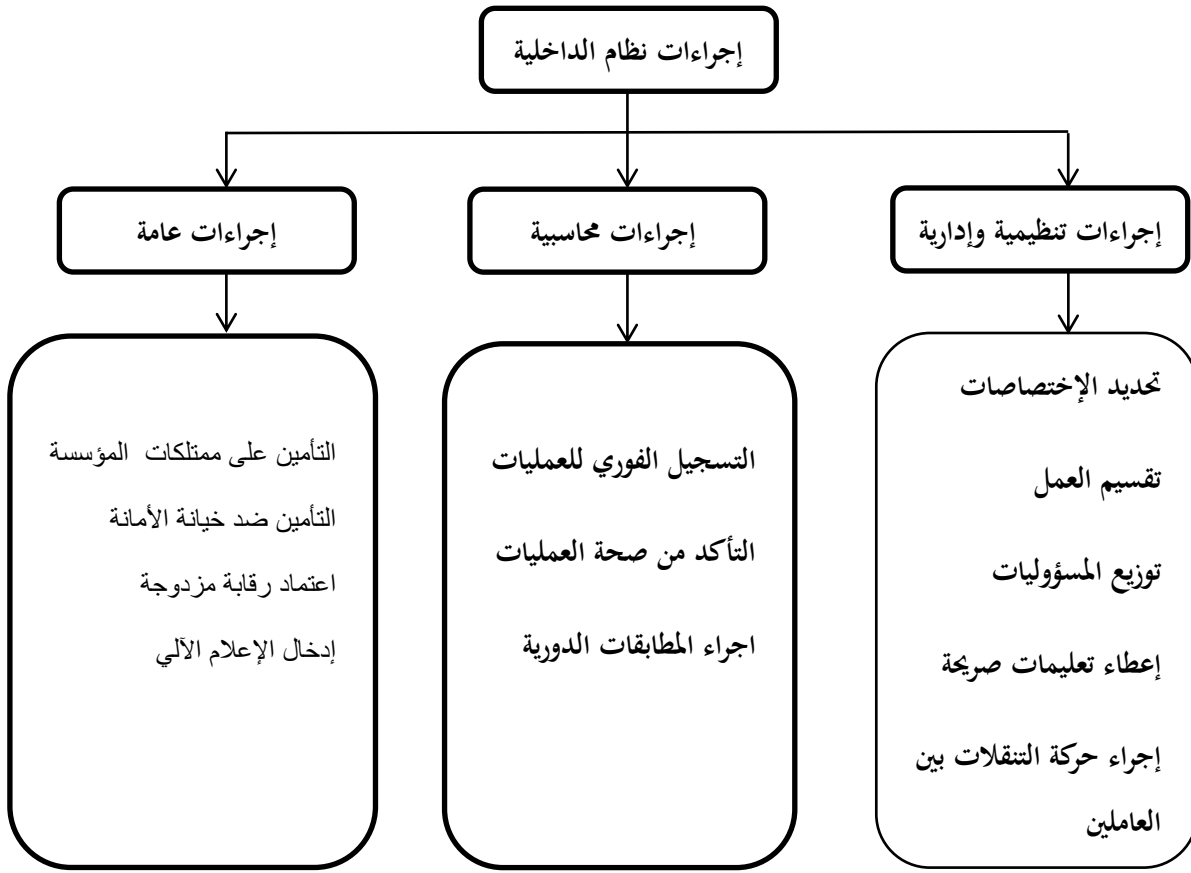 إجراءات نظام الداخلية
إجراءات تنظيمية وإدارية
إجراءات محاسبية
إجراءات عامة
تحديد الإختصاصات
تقسيم العمل
توزيع المسؤوليات
إعطاء تعليمات صريحة
إجراء حركة التنقلات بين
العاملين
التسجيل الفوري للعمليات
التأكد من صحة العمليات
اجراء المطابقات الدورية
التأمين على ممتلكات المؤسسة
التأمين ضد خيانة الأمانة
اعتماد رقابة مزدوجة
إدخال الإعلام الآلي